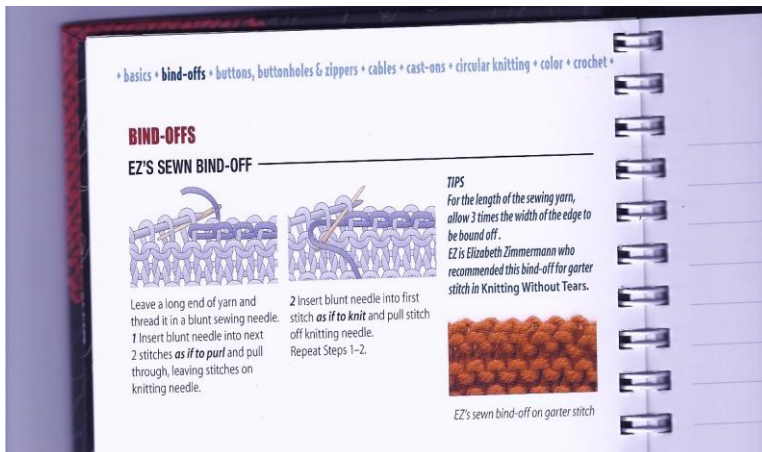 • basics • bind-offs • buttons, buttonholes & zippers • cables • cast-ons • circular knitting • color • crochet •
BIND-OFFS
EZ'S SEWN BIND-OFF
Leave a long end of yarn and
thread it in a blunt sewing needle.
1 Insert blunt needle into next
2 stitches as if to purl and pull
through, leaving stitches on
knitting needle.
2 Insert blunt needle into first
stitch as if to knit and pull stitch
off knitting needle.
Repeat Steps 1–2.
TIPS
For the length of the sewing yarn,
allow 3 times the width of the edge to
be bound off.
EZ is Elizabeth Zimmermann who
recommended this bind-off for garter
stitch in Knitting Without Tears.
EZ's sewn bind-off on garter stitch